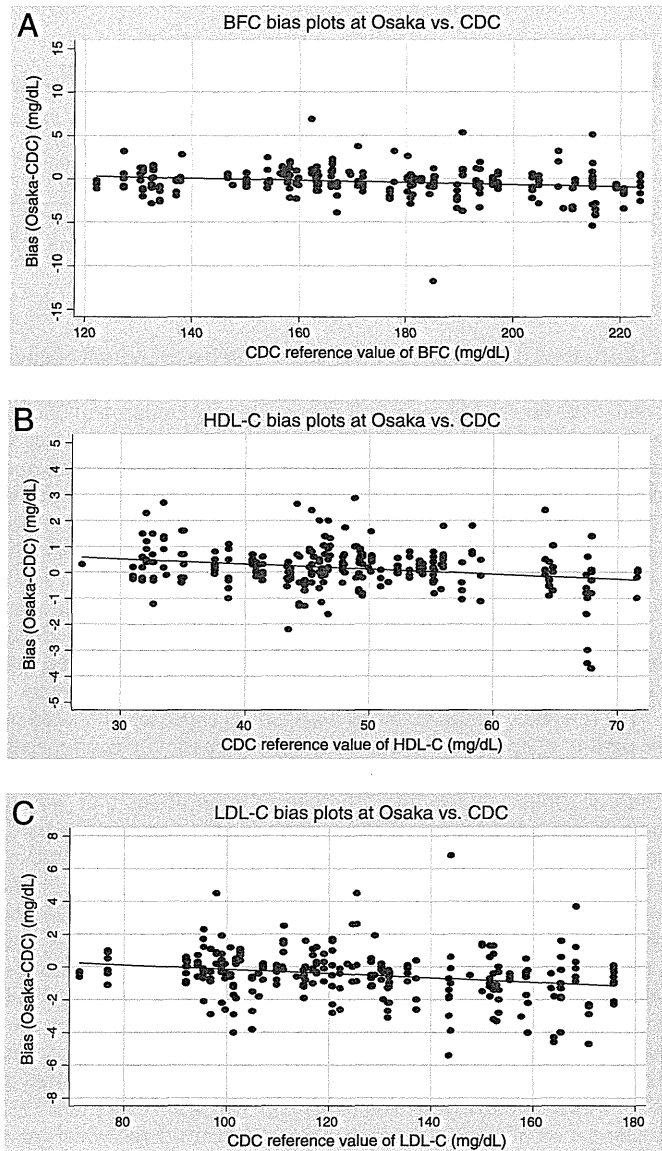 A
BFC bias plots at Osaka vs. CDC
Bias (Osaka-CDC) (mg/dL)
15
10
5
0
-5
-10
-15
120 140 160 180 200 220
CDC reference value of BFC (mg/dL)
B
HDL-C bias plots at Osaka vs. CDC
Bias (Osaka-CDC) (mg/dL)
5
4
3
2
1
0
-1
-2
-3
-4
-5
30 40 50 60 70
CDC reference value of HDL-C (mg/dL)
C
LDL-C bias plots at Osaka vs. CDC
Bias (Osaka-CDC) (mg/dL)
8
6
4
2
0
-2
-4
-6
-8
80 100 120 140 160 180
CDC reference value of LDL-C (mg/dL)